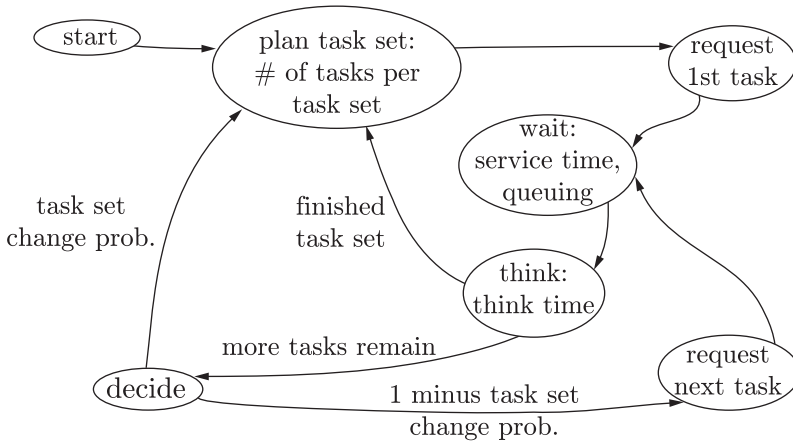 start
plan task set:
# of tasks per
task set
request
1st task
wait:
service time,
queuing
task set
change prob.
finished
task set
think:
think time
more tasks remain
request
next task
decide
1 minus task set
change prob.